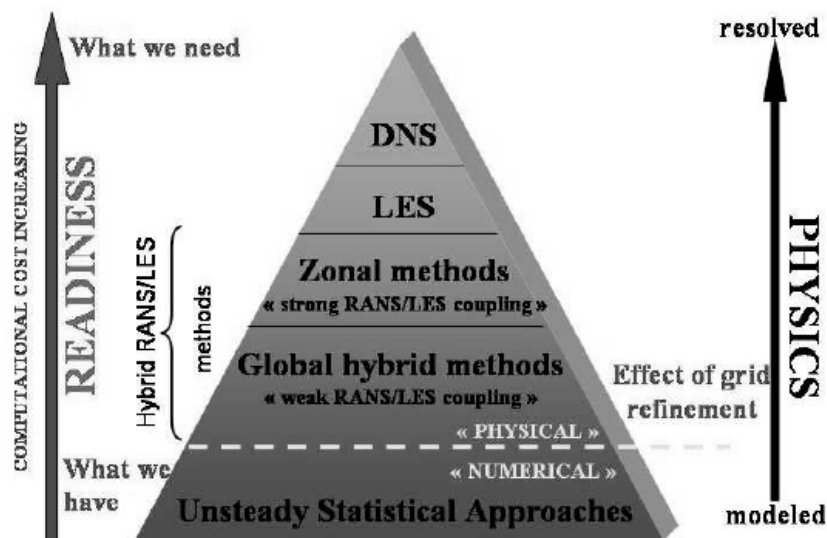 What we need
resolved
COMPUTATIONAL COST INCREASING
READINESS
Hybrid RANS/LES
methods
DNS
LES
Zonal methods
« strong RANS/LES coupling »
Global hybrid methods
« weak RANS/LES coupling »
Effect of grid
refinement
PHYSICS
« PHYSICAL »
What we
have
« NUMERICAL »
Unsteady Statistical Approaches
modeled